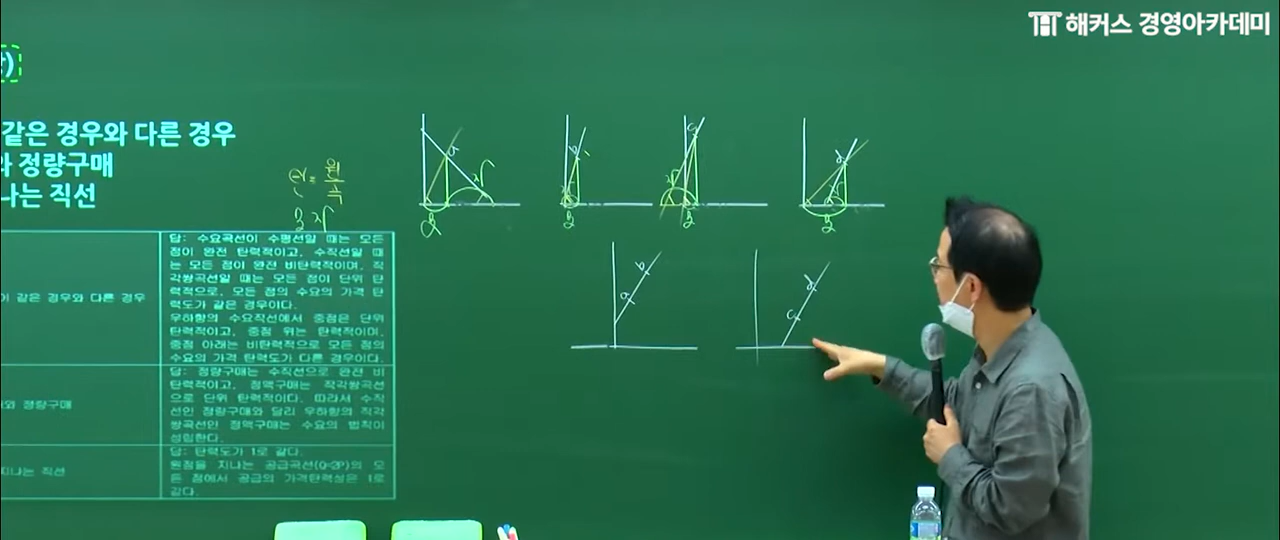 해커스 경영아카데미
같은 경우와 다른 경우
와 정량구매
나는 직선
이 같은 경우와 다른 경우
답: 수요곡선이 수평선일 때는 모든
점이 완전 탄력적이고, 수직선일 때
는 모든 점이 완전 비탄력적이며, 직
각쌍곡선일 때는 모든 점이 단위 탄
력적으로, 모든 점의 수요의 가격 탄
력도가 같은 경우이다.
우하향의 수요직선에서 중점은 단위
탄력적이고, 중점 위는 탄력적이며,
중점 아래는 비탄력적으로 모든 점의
수요의 가격 탄력도가 다른 경우이다.
와 정량구매
답: 정량구매는 수직선으로 완전 비
탄력적이고, 정액구매는 직각쌍곡선
으로 단위 탄력적이다. 따라서 수직
선인 정량구매와 달리 우하향의 직각
쌍곡선인 정액구매는 수요의 법칙이
성립한다.
지나는 직선
답: 탄력도가 1로 같다.
원점을 지나는 공급곡선(Q=2P)의 모
든 점에서 공급의 가격탄력성은 1로
같다.